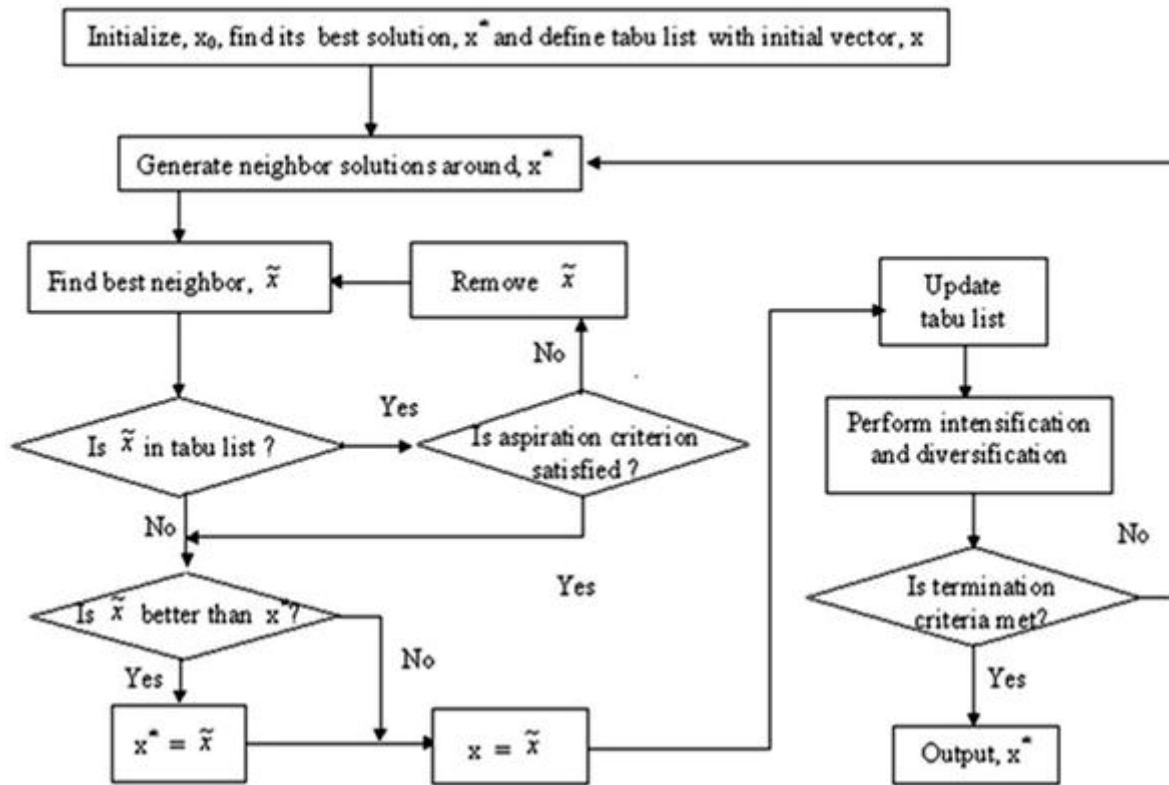 Initialize, x₀, find its best solution, x* and define tabu list with initial vector, x
Generate neighbor solutions around, x*
Find best neighbor, x̃
Remove x̃
Update
tabu list
No
Yes
Is x̃ in tabu list ?
Is aspiration criterion
satisfied ?
Perform intensification
and diversification
No
No
Yes
Is x̃ better than x*?
Is termination
criteria met?
No
Yes
Yes
x* = x̃
x = x̃
Output, x*